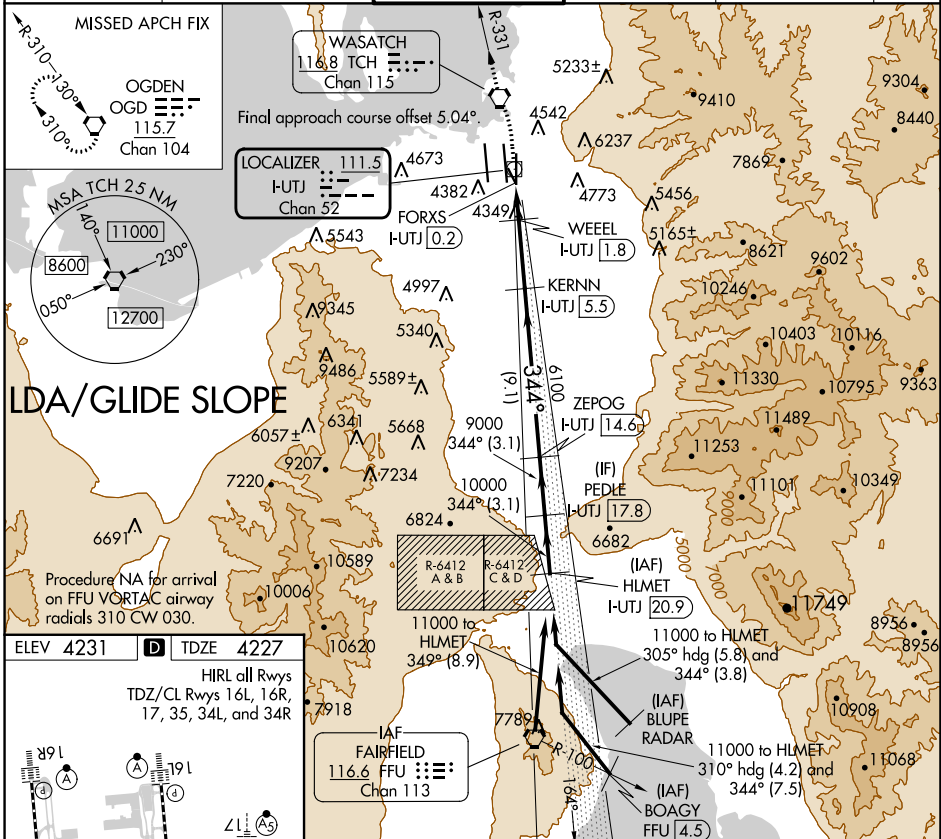 MISSED APCH FIX
R-310
130°
310°
OGDEN
OGD
115.7
Chan 104
WASATCH
116.8 TCH
Chan 115
R-331
Final approach course offset 5.04°.
LOCALIZER 111.5
I-UTJ
Chan 52
MSA TCH 25 NM
140°
11000
8600
230°
050°
12700
LDA/GLIDE SLOPE
5233±
4542
6237
9410
9304
8440
7869
4673
4382
4349
4773
5456
5165±
FORXS
I-UTJ 0.2
WEEEL
I-UTJ 1.8
KERNN
I-UTJ 5.5
5543
9345
4997
5340
9486
5589±
6057±
6341
5668
9207
7220
7234
6824
6691
8621
9602
10246
10403
10116
11330
10795
9363
11489
11253
11101
10349
9000
5000
6682
6100
344°
(9.1)
ZEPOG
I-UTJ 14.6
9000
344° (3.1)
(IF)
PEDLE
I-UTJ 17.8
10000
344° (3.1)
R-6412
A & B
R-6412
C & D
(IAF)
HLMET
I-UTJ 20.9
Procedure NA for arrival
on FFU VORTAC airway
radials 310 CW 030.
10589
10006
10620
7918
11749
8956
8956
10908
11068
11000 to
HLMET
349° (8.9)
11000 to HLMET
305° hdg (5.8) and
344° (3.8)
(IAF)
BLUPE
RADAR
7789
R-100
164°
11000 to HLMET
310° hdg (4.2) and
344° (7.5)
(IAF)
BOAGY
FFU 4.5
IAF
FAIRFIELD
116.6 FFU
Chan 113
ELEV 4231 D TDZE 4227
HIRL all Rwys
TDZ/CL Rwys 16L, 16R,
17, 35, 34L, and 34R
16R
A
P
A
16L
P
17
A5